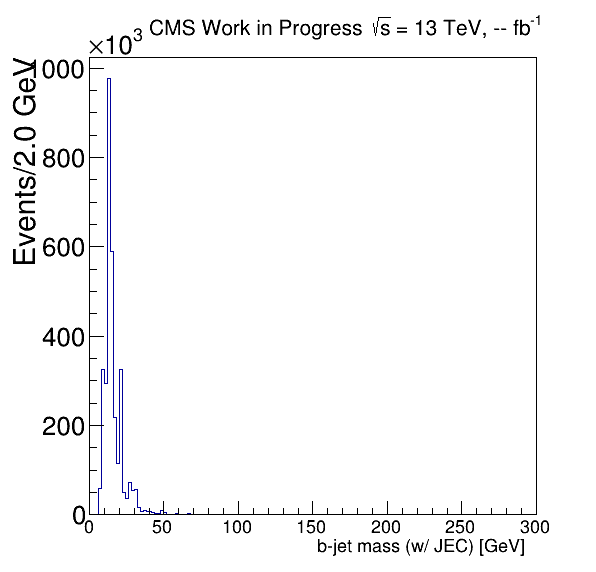 ×10³ CMS Work in Progress √s = 13 TeV, -- fb⁻¹
Events/2.0 GeV
000
800
600
400
200
0
0 50 100 150 200 250 300
b-jet mass (w/ JEC) [GeV]